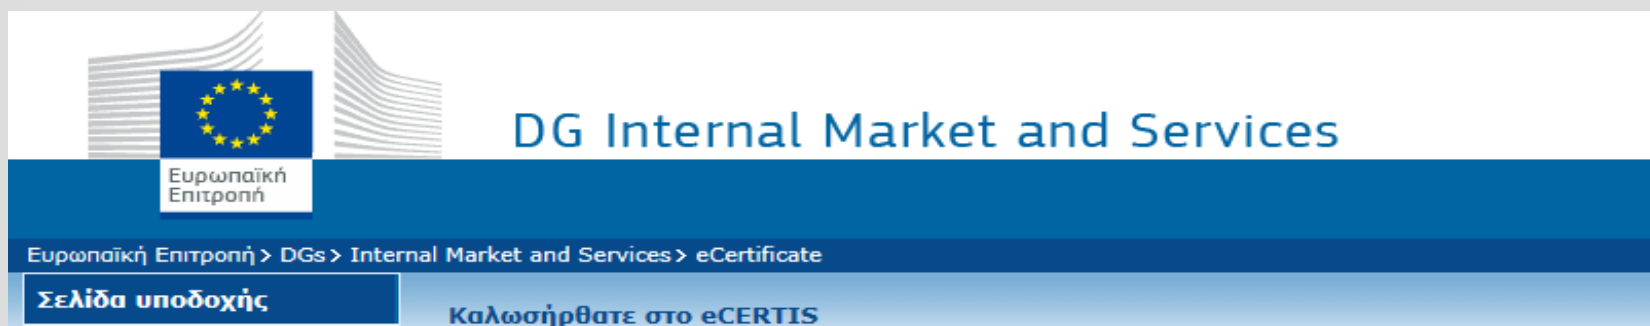 DG Internal Market and Services
Ευρωπαϊκή
Επιτροπή
Ευρωπαϊκή Επιτροπή > DGs > Internal Market and Services > eCertificate
Σελίδα υποδοχής
Καλωσήρθατε στο eCERTIS